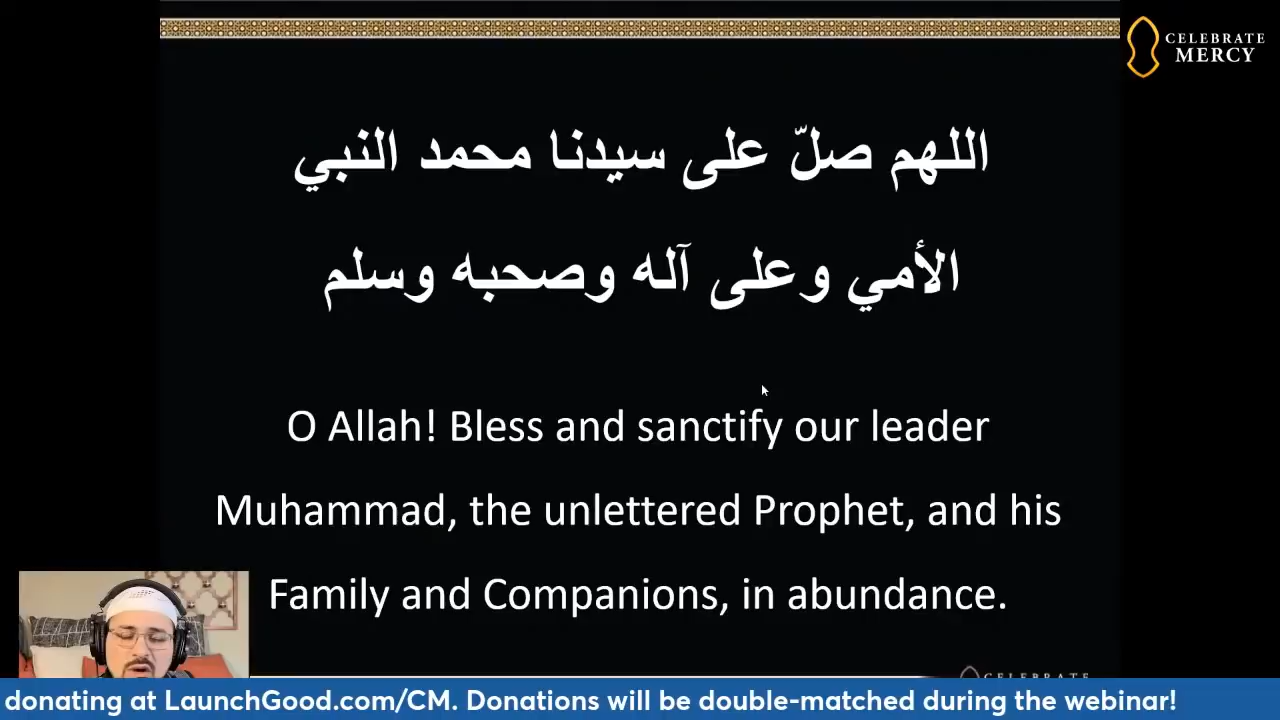 CELEBRATE
MERCY
اللهم صلّ على سيدنا محمد النبي
الأمي وعلى آله وصحبه وسلم
O Allah! Bless and sanctify our leader
Muhammad, the unlettered Prophet, and his
Family and Companions, in abundance.
CELEBRATE
donating at LaunchGood.com/CM. Donations will be double-matched during the webinar!